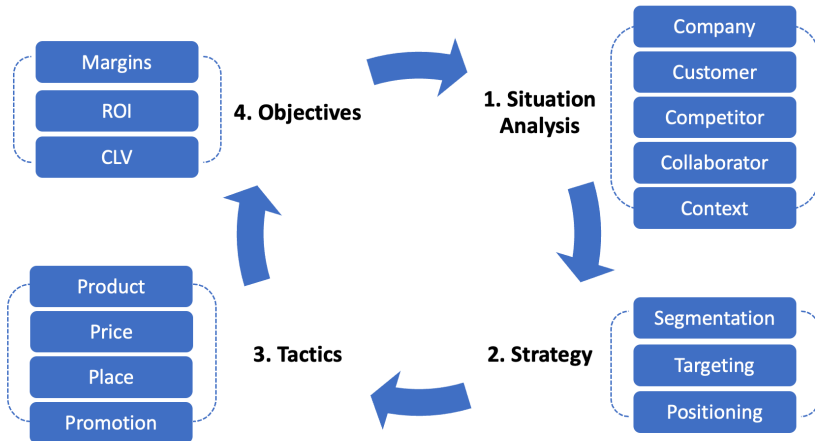 Margins
ROI
CLV
4. Objectives
1. Situation
Analysis
Company
Customer
Competitor
Collaborator
Context
Segmentation
Targeting
Positioning
2. Strategy
3. Tactics
Product
Price
Place
Promotion